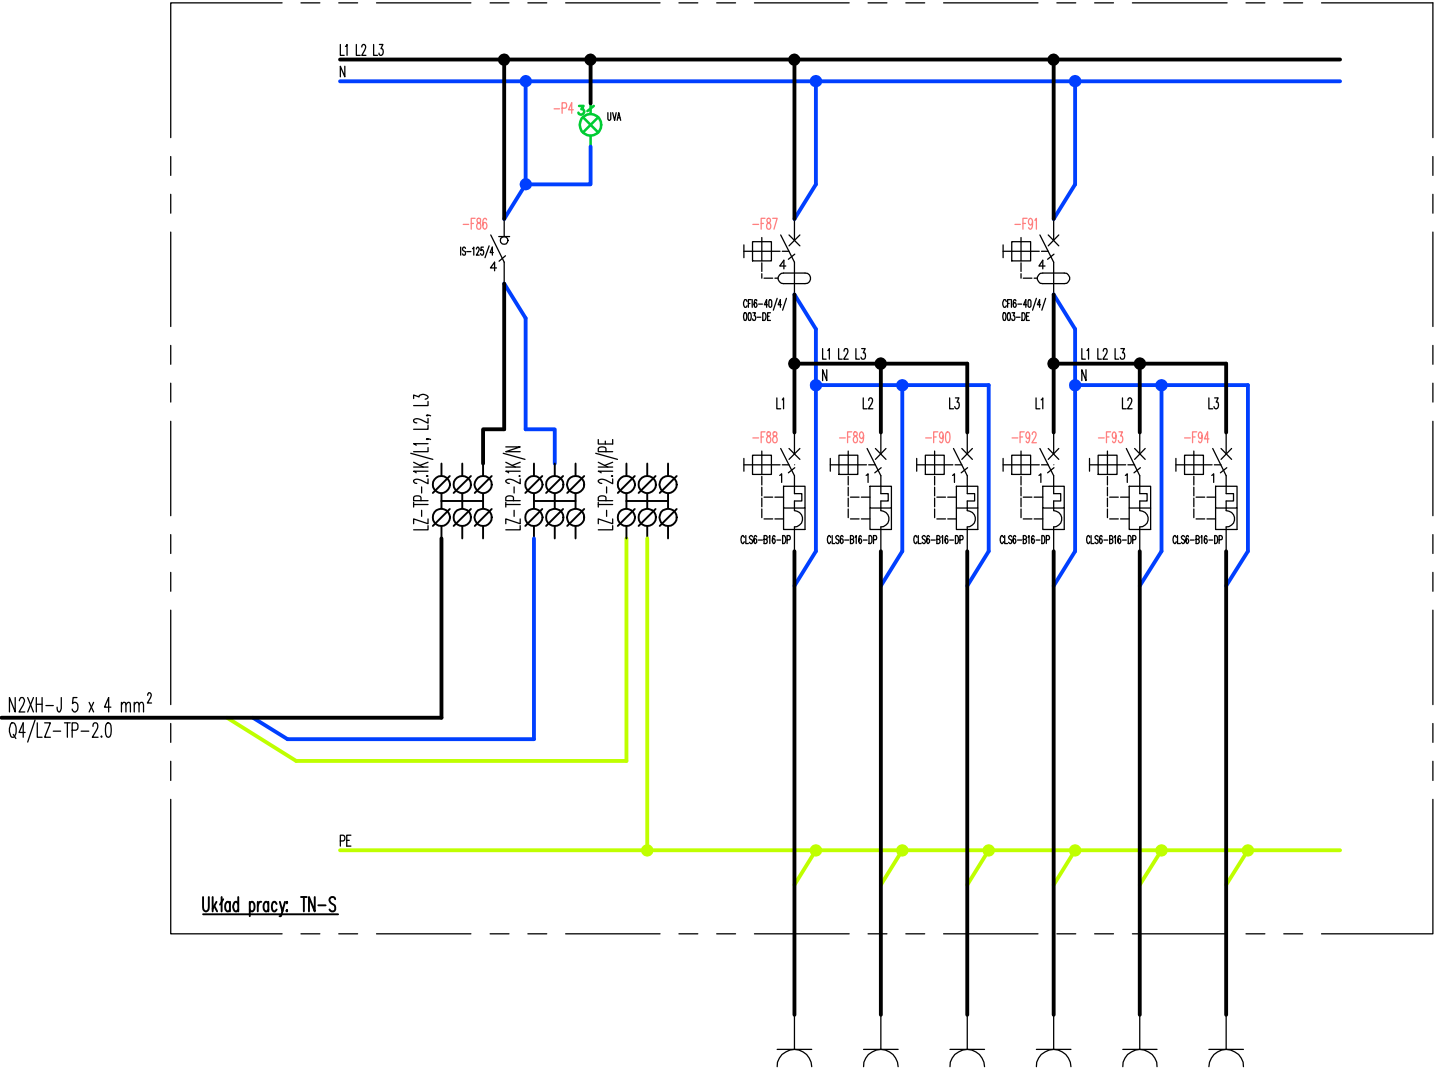 L1 L2 L3
N
-P4
3
UVA
-F86
IS-125/4
4
-F87
4
CFI6-40/4/
003-DE
-F91
4
CFI6-40/4/
003-DE
L1 L2 L3
N
L1 L2 L3
N
L1
L2
L3
L1
L2
L3
-F88
-F89
-F90
-F92
-F93
-F94
1
1
1
1
1
1
CLS6-B16-DP
CLS6-B16-DP
CLS6-B16-DP
CLS6-B16-DP
CLS6-B16-DP
CLS6-B16-DP
LZ-TP-2.1K/L1, L2, L3
LZ-TP-2.1K/N
LZ-TP-2.1K/PE
N2XH-J 5 x 4 mm²
Q4/LZ-TP-2.0
PE
Układ pracy: TN-S